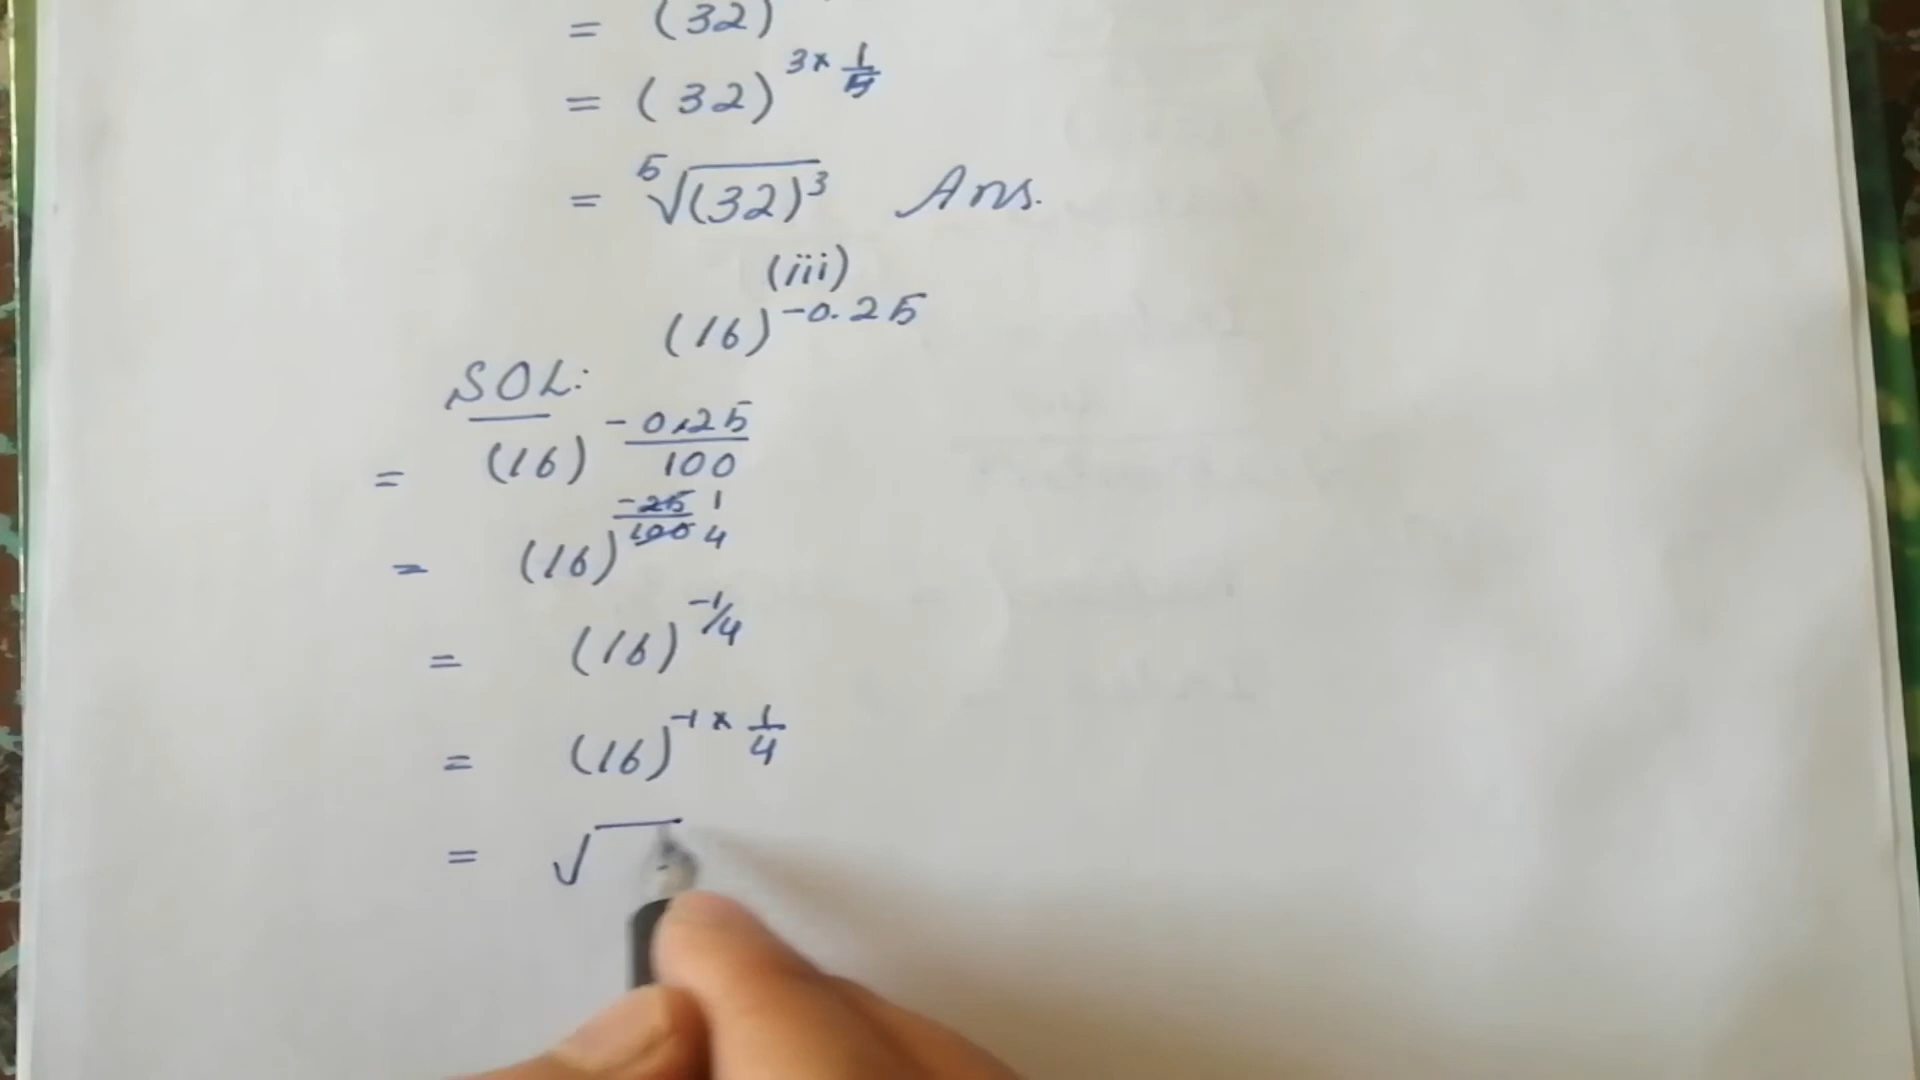 = (32)
= (32)^{3 × 1/5}
= ⁵√(32)³ Ans.
(iii)
(16)^{-0.25}
SOL:
= (16)^{-0.25/100}
= (16)^{-25/100 1/4}
= (16)^{-1/4}
= (16)^{-1 × 1/4}
= √